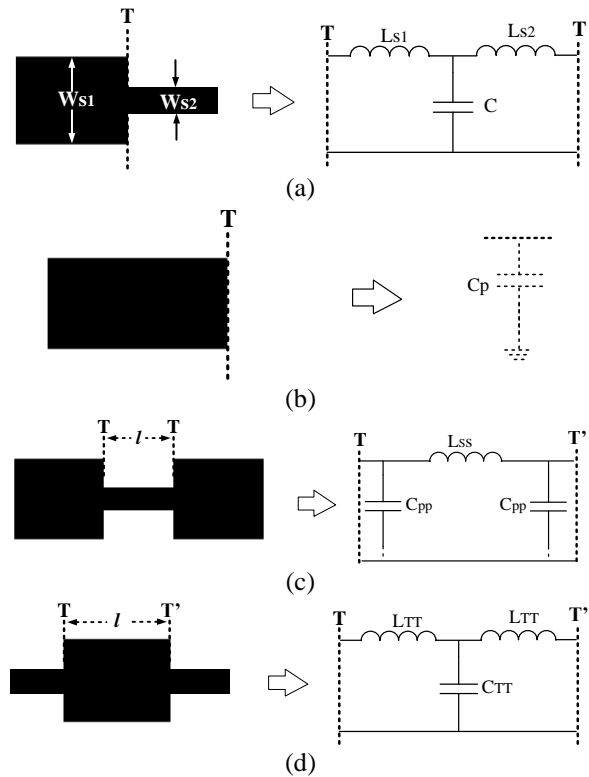 T
Ws1
Ws2
T
Ls1
Ls2
T
C
(a)
T
Cp
(b)
T
l
T
T
Lss
T’
Cpp
Cpp
(c)
T
l
T’
T
LTT
LTT
T’
CTT
(d)